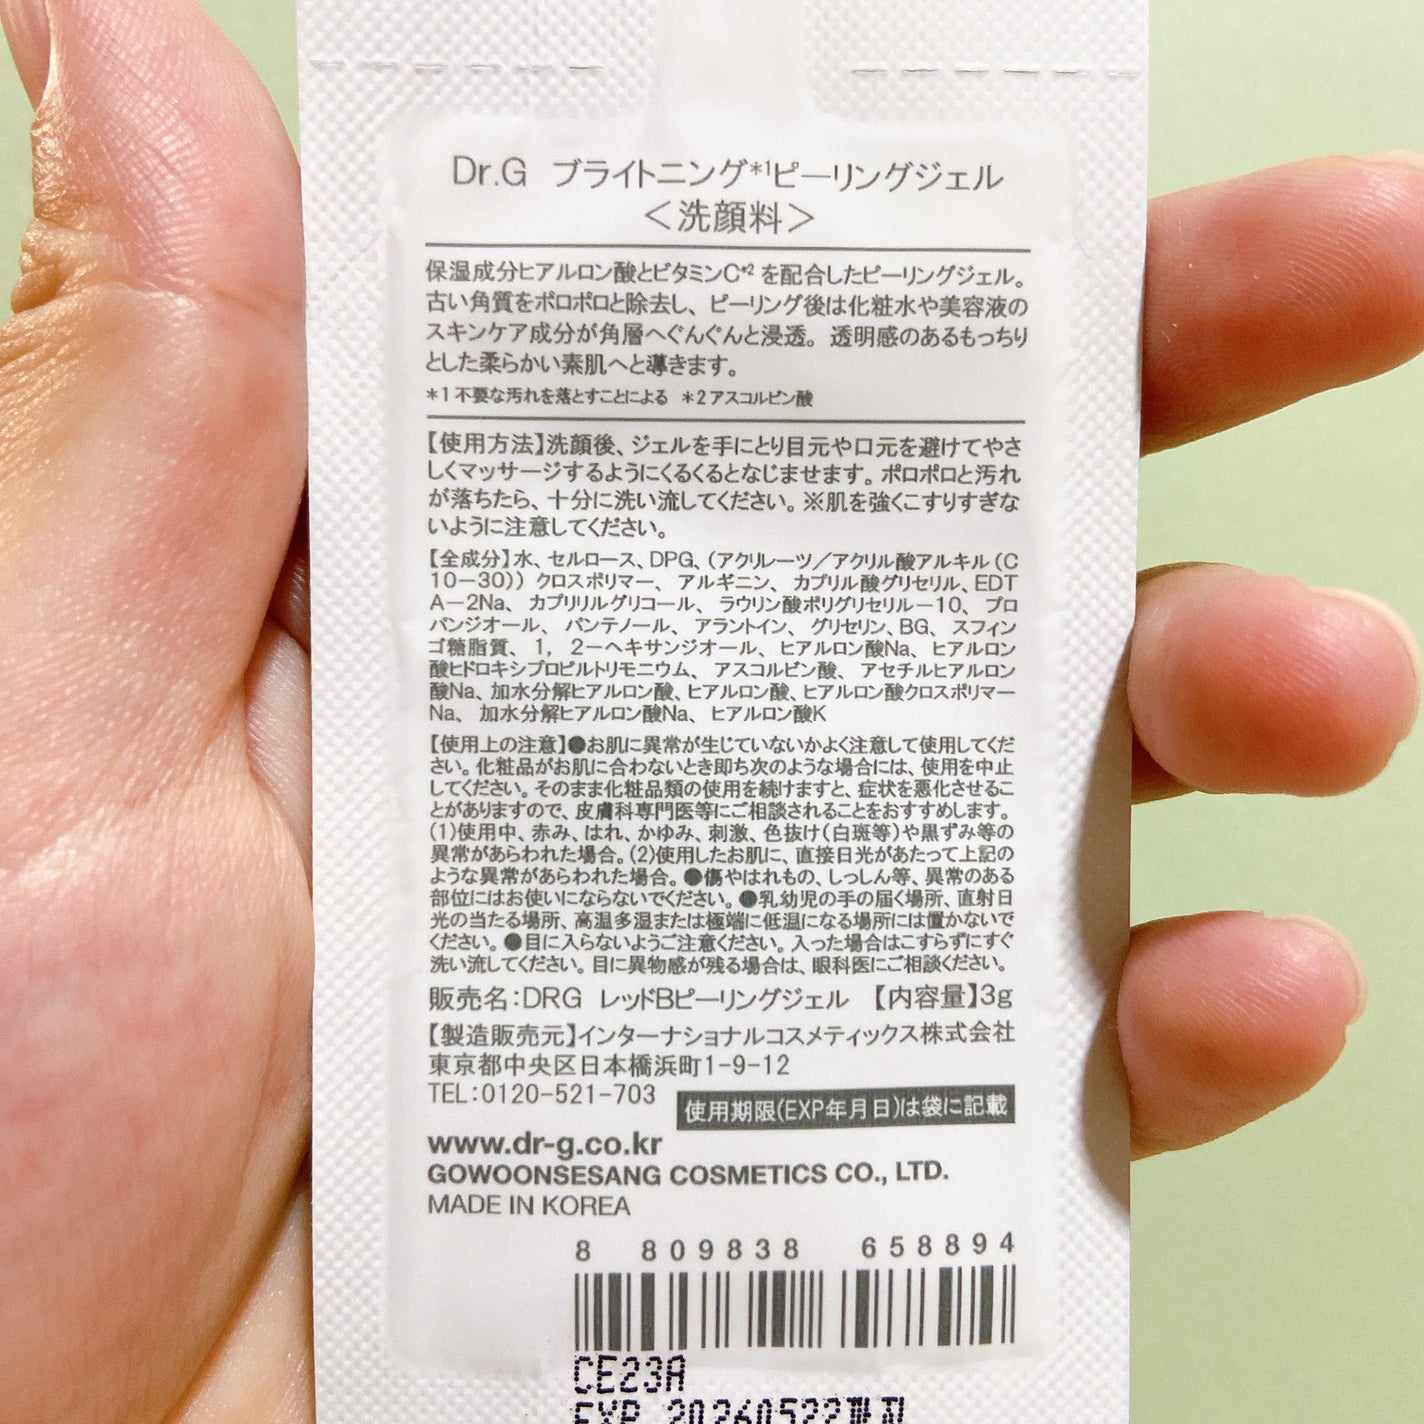 Dr.G ブライトニング*1ピーリングジェル
＜洗顔料＞
保湿成分ヒアルロン酸とビタミンC*2 を配合したピーリングジェル。
古い角質をポロポロと除去し、ピーリング後は化粧水や美容液の
スキンケア成分が角層へぐんぐんと浸透。透明感のあるもっちり
とした柔らかい素肌へと導きます。
*1不要な汚れを落とすことによる *2アスコルビン酸
【使用方法】洗顔後、ジェルを手にとり目元や口元を避けてやさ
しくマッサージするようにくるくるとなじませます。ポロポロと汚れ
が落ちたら、十分に洗い流してください。※肌を強くこすりすぎな
いように注意してください。
【全成分】水、セルロース、DPG、(アクリレーツ／アクリル酸アルキル(C
10－30)) クロスポリマー、 アルギニン、 カプリル酸グリセリル、EDT
A－2Na、 カプリリルグリコール、 ラウリン酸ポリグリセリル－10、 プロ
パンジオール、 パンテノール、 アラントイン、 グリセリン、BG、 スフィン
ゴ糖脂質、 1， 2－ヘキサンジオール、 ヒアルロン酸Na、 ヒアルロン
酸ヒドロキシプロピルトリモニウム、 アスコルビン酸、 アセチルヒアルロン
酸Na、加水分解ヒアルロン酸、ヒアルロン酸、ヒアルロン酸クロスポリマー
Na、 加水分解ヒアルロン酸Na、 ヒアルロン酸K
【使用上の注意】●お肌に異常が生じていないかよく注意して使用してくだ
さい。化粧品がお肌に合わないとき即ち次のような場合には、使用を中止
してください。そのまま化粧品類の使用を続けますと、症状を悪化させるこ
とがありますので、皮膚科専門医等にご相談されることをおすすめします。
(1)使用中、赤み、はれ、かゆみ、刺激、色抜け(白斑等)や黒ずみ等の
異常があらわれた場合。(2)使用したお肌に、直接日光があたって上記の
ような異常があらわれた場合。●傷やはれもの、しっしん等、異常のある
部位にはお使いにならないでください。●乳幼児の手の届く場所、直射日
光の当たる場所、高温多湿または極端に低温になる場所には置かないで
ください。●目に入らないようご注意ください。入った場合はこすらずにすぐ
洗い流してください。目に異物感が残る場合は、眼科医にご相談ください。
販売名:DRG レッドBピーリングジェル 【内容量】3g
【製造販売元】インターナショナルコスメティックス株式会社
東京都中央区日本橋浜町1-9-12
TEL:0120-521-703
使用期限(EXP年月日)は袋に記載
www.dr-g.co.kr
GOWOONSESANG COSMETICS CO., LTD.
MADE IN KOREA
8 809838 658894
CE23A
EXP 20260522까지